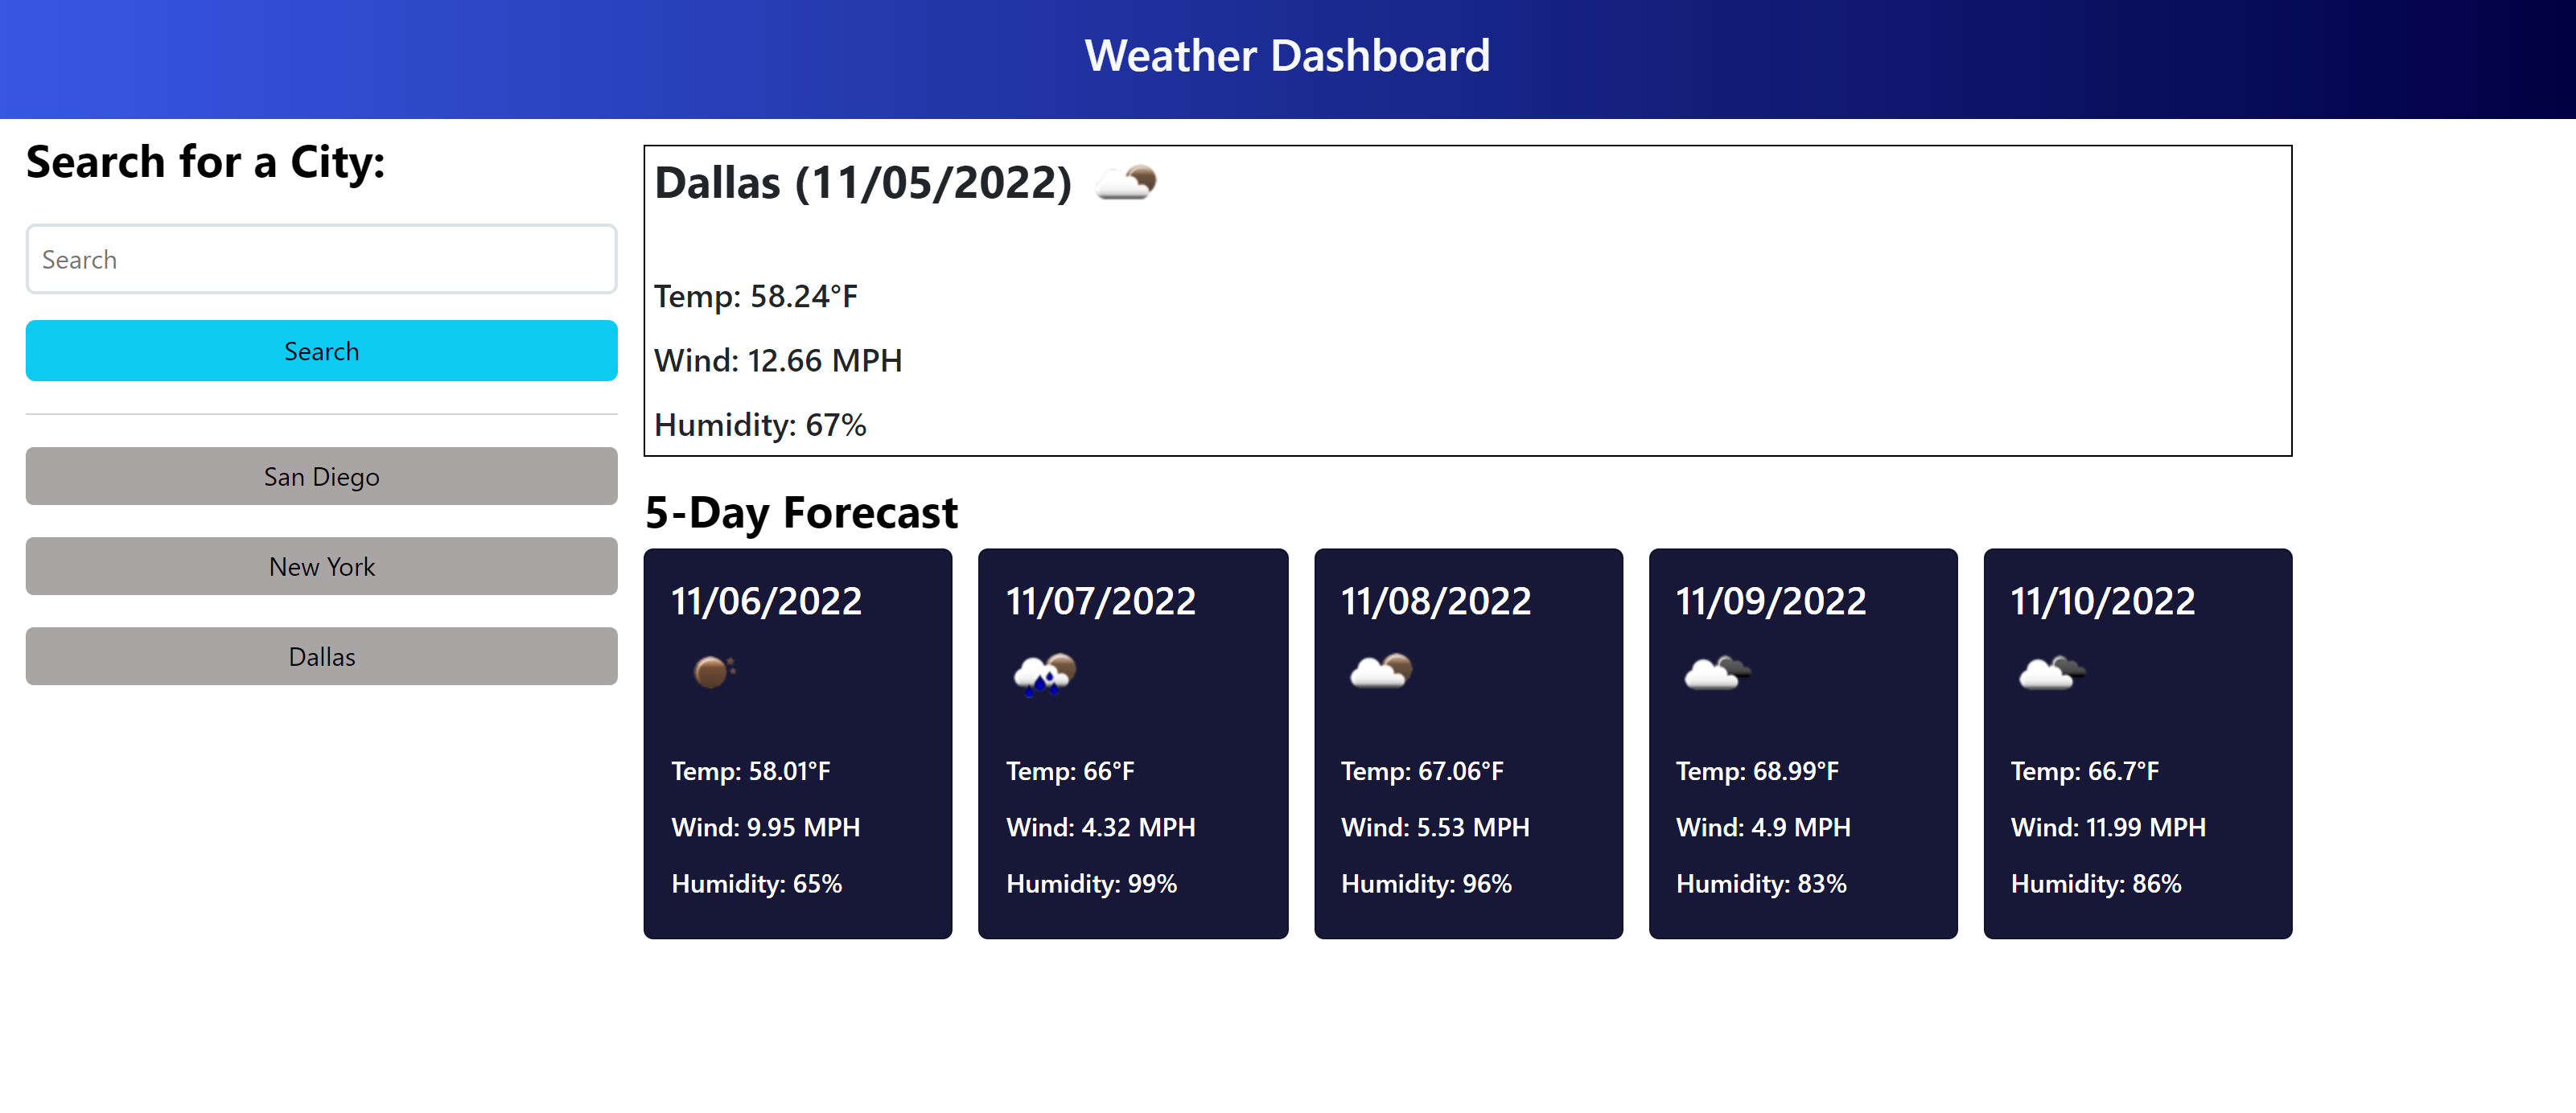 Weather Dashboard
Search for a City:
Search
Search
San Diego
New York
Dallas
Dallas (11/05/2022)
Temp: 58.24°F
Wind: 12.66 MPH
Humidity: 67%
5-Day Forecast
11/06/2022
Temp: 58.01°F
Wind: 9.95 MPH
Humidity: 65%
11/07/2022
Temp: 66°F
Wind: 4.32 MPH
Humidity: 99%
11/08/2022
Temp: 67.06°F
Wind: 5.53 MPH
Humidity: 96%
11/09/2022
Temp: 68.99°F
Wind: 4.9 MPH
Humidity: 83%
11/10/2022
Temp: 66.7°F
Wind: 11.99 MPH
Humidity: 86%